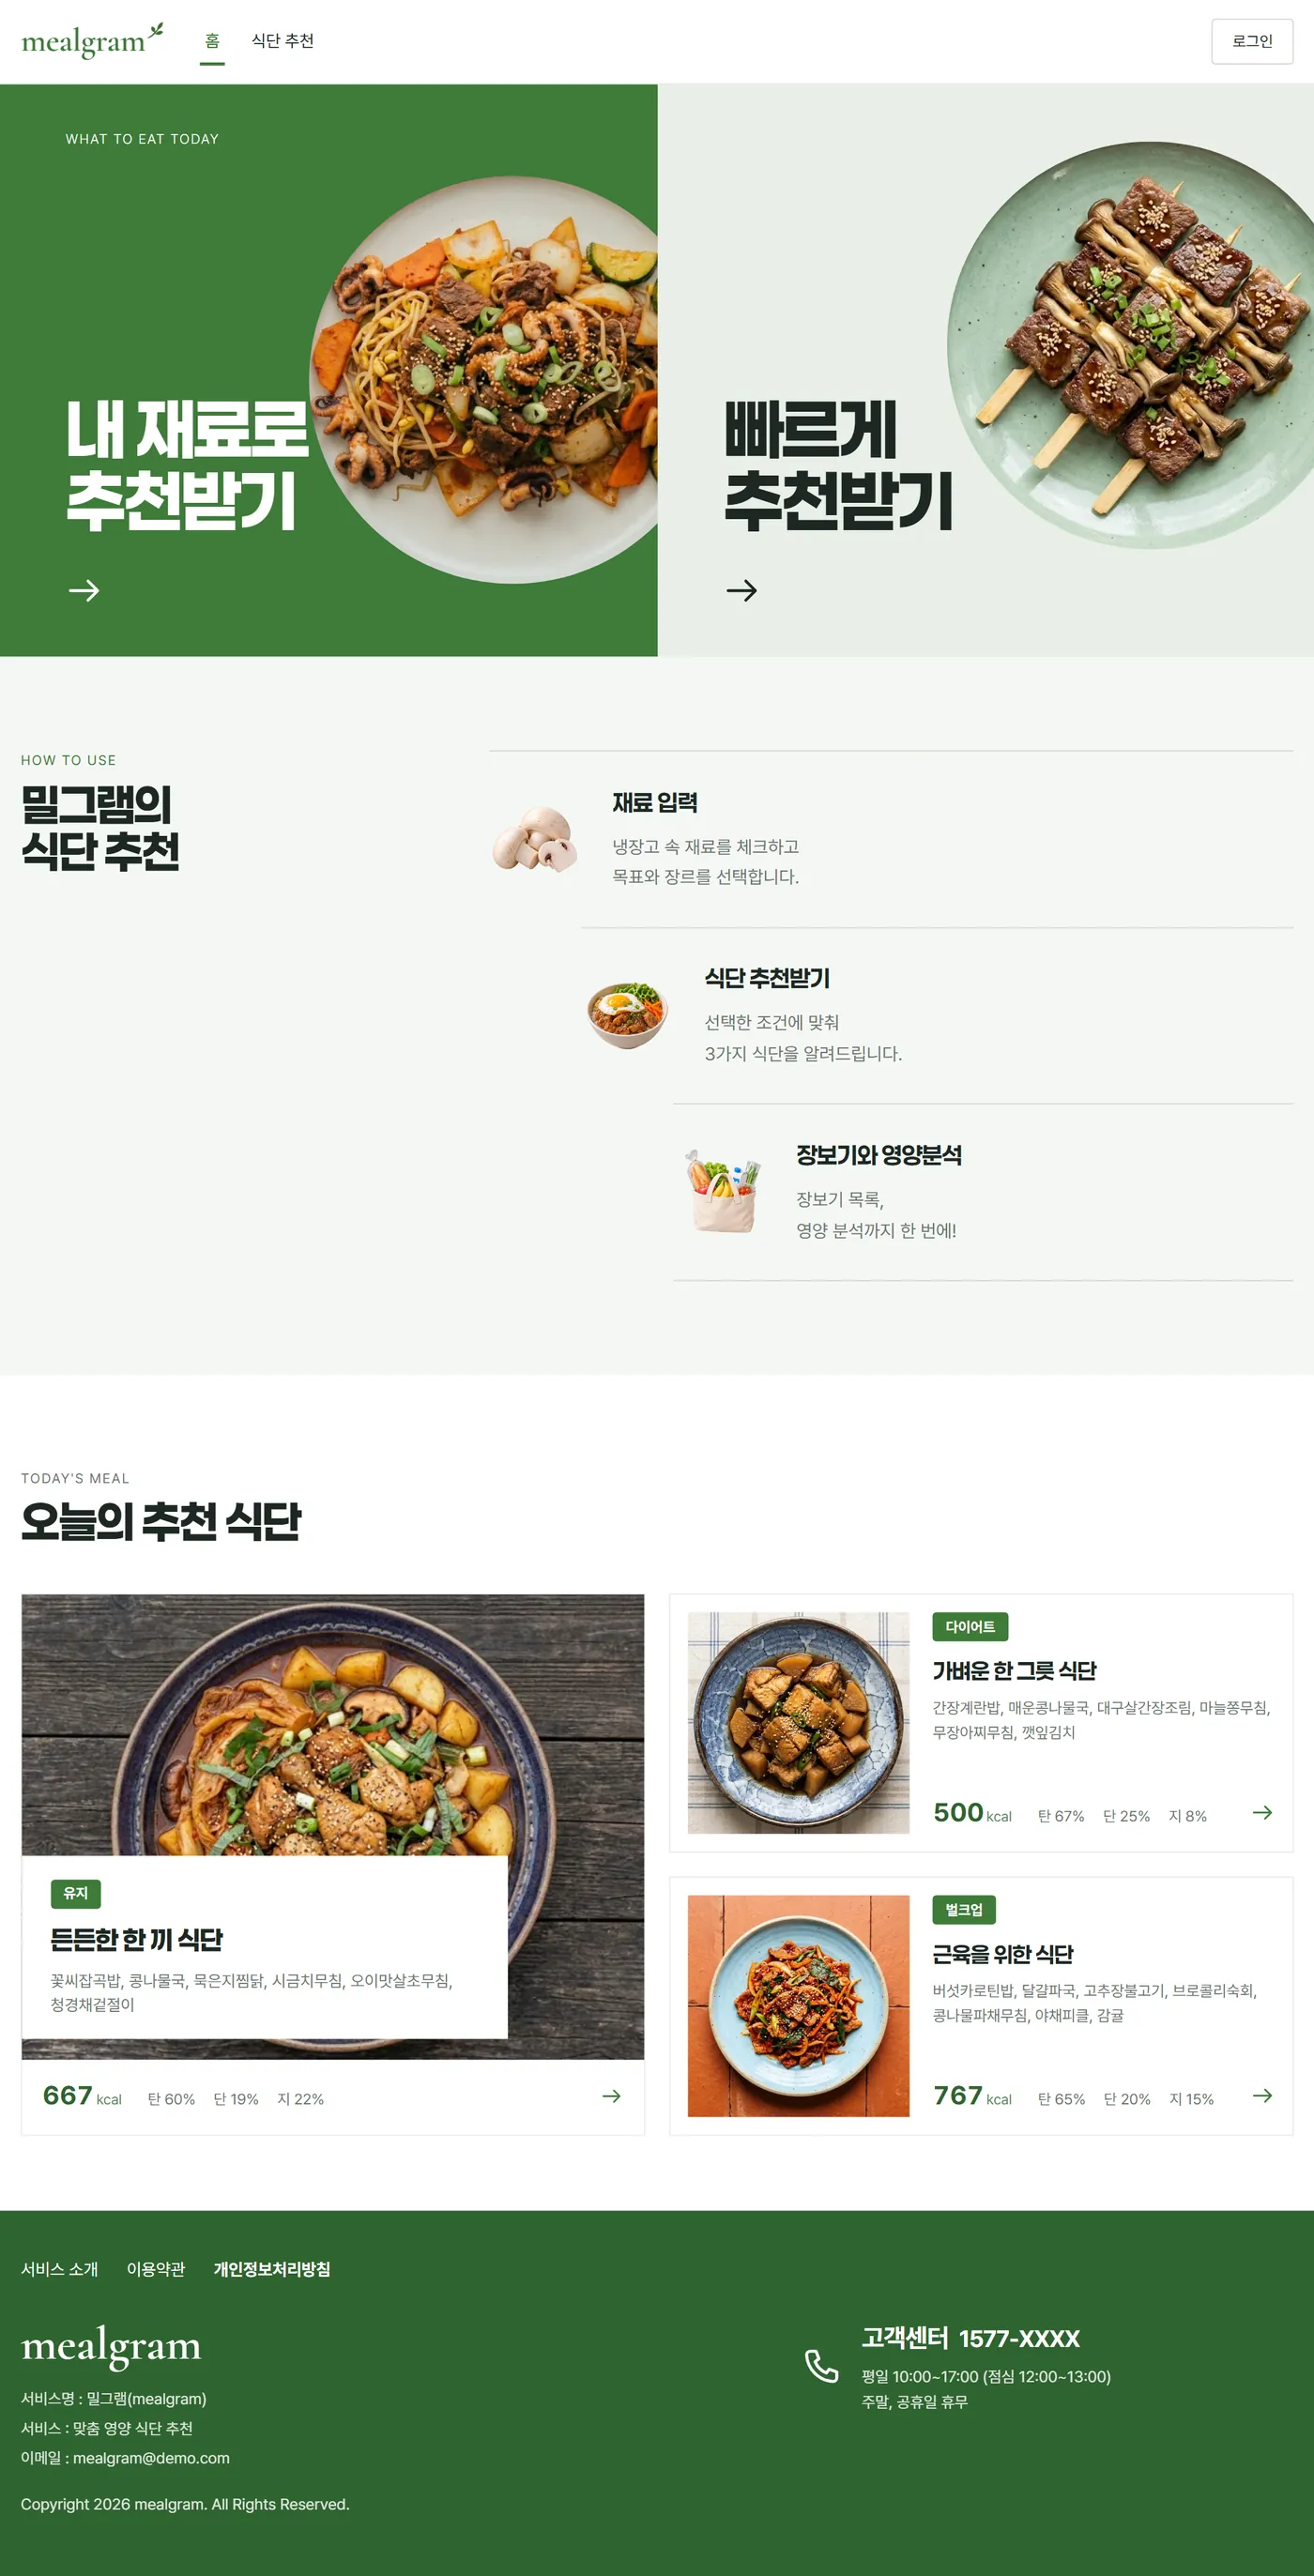 mealgram
홈
식단 추천
로그인
WHAT TO EAT TODAY
내 재료로
추천받기
빠르게
추천받기
HOW TO USE
밀그램의
식단 추천
재료 입력
냉장고 속 재료를 체크하고
목표와 장르를 선택합니다.
식단 추천받기
선택한 조건에 맞춰
3가지 식단을 알려드립니다.
장보기와 영양분석
장보기 목록,
영양 분석까지 한 번에!
TODAY'S MEAL
오늘의 추천 식단
유지
든든한 한 끼 식단
꽃씨잡곡밥, 콩나물국, 묵은지찜닭, 시금치무침, 오이맛살초무침,
청경채겉절이
667 kcal 탄 60% 단 19% 지 22%
다이어트
가벼운 한 그릇 식단
간장계란밥, 매운콩나물국, 대구살간장조림, 마늘쫑무침,
무장아찌무침, 깻잎김치
500 kcal 탄 67% 단 25% 지 8%
벌크업
근육을 위한 식단
버섯카로틴밥, 달걀파국, 고추장불고기, 브로콜리숙회,
콩나물파채무침, 야채피클, 감귤
767 kcal 탄 65% 단 20% 지 15%
서비스 소개
이용약관
개인정보처리방침
mealgram
서비스명 : 밀그램(mealgram)
서비스 : 맞춤 영양 식단 추천
이메일 : mealgram@demo.com
Copyright 2026 mealgram. All Rights Reserved.
고객센터 1577-XXXX
평일 10:00~17:00 (점심 12:00~13:00)
주말, 공휴일 휴무